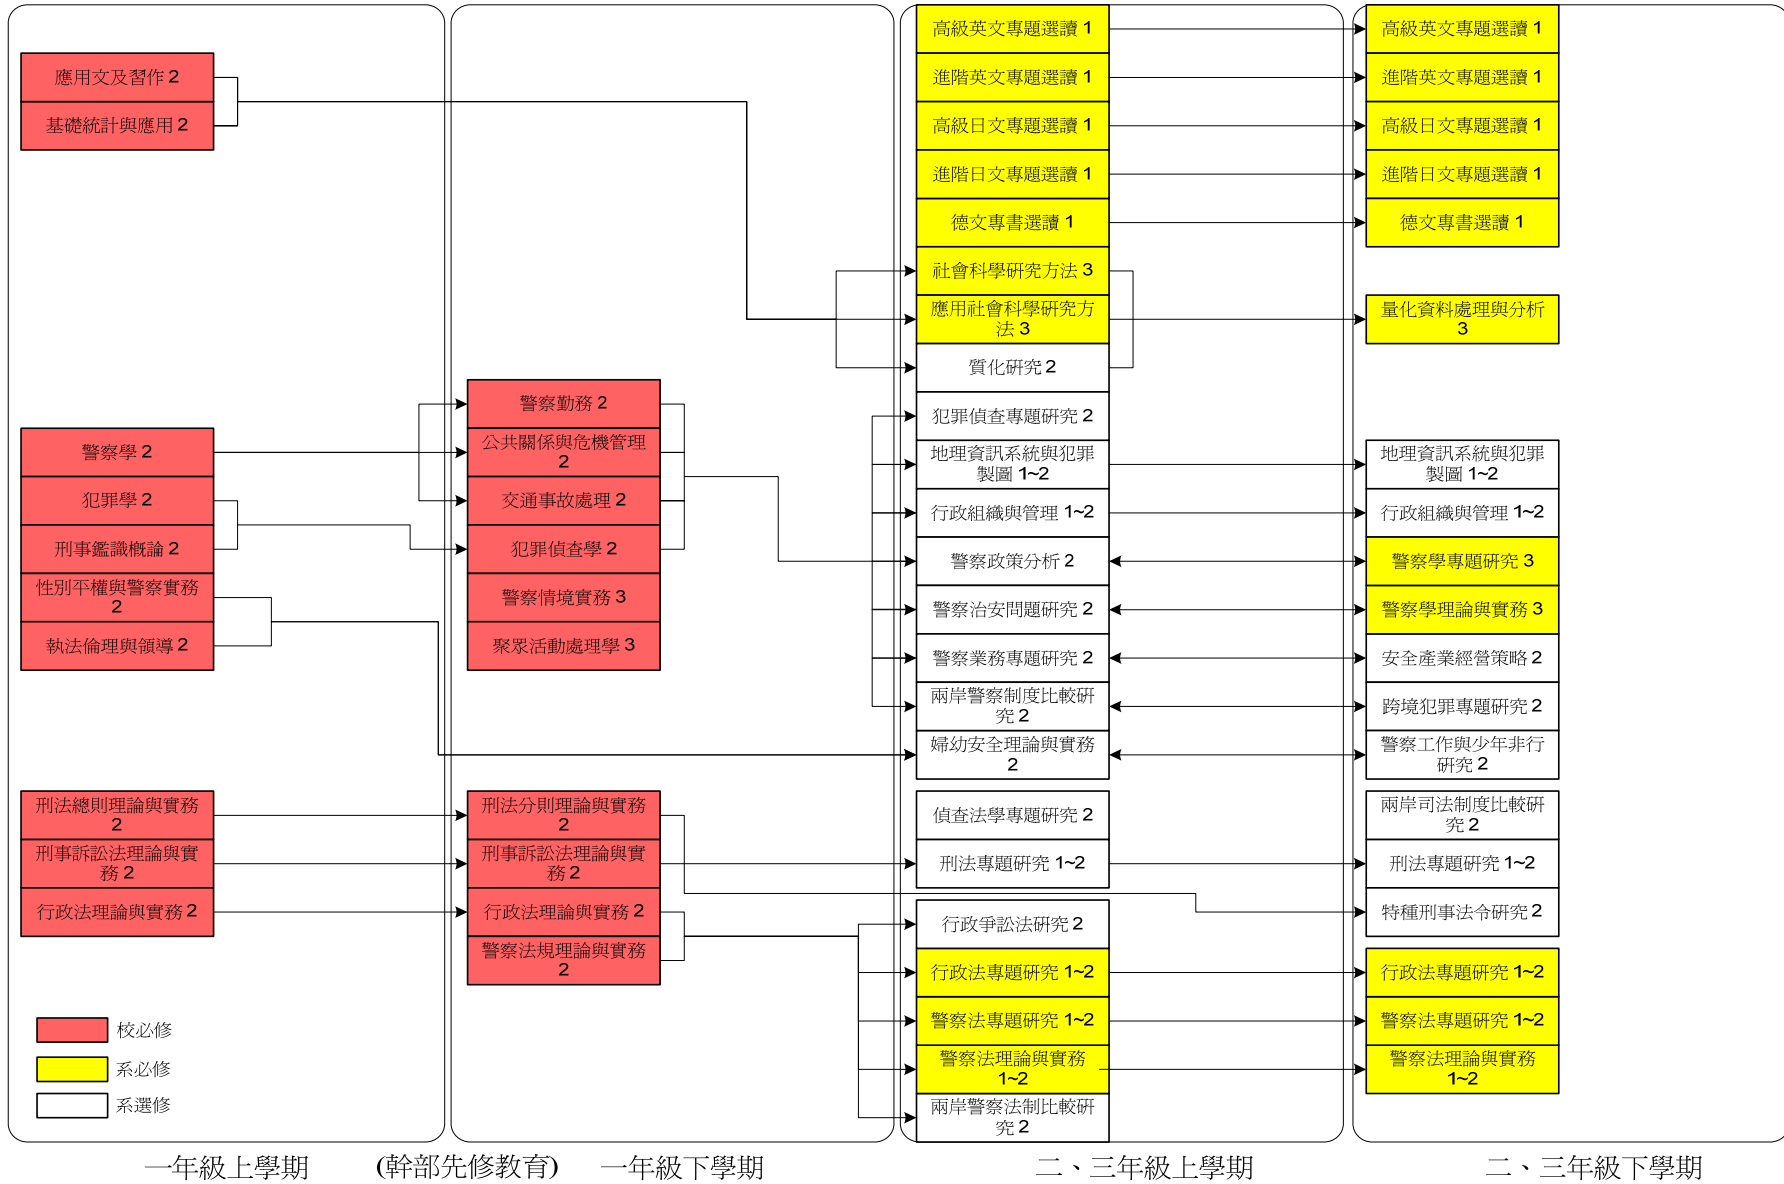 應用文及習作 2
基礎統計與應用 2
警察學 2
犯罪學 2
刑事鑑識概論 2
性別平權與警察實務
2
執法倫理與領導 2
刑法總則理論與實務
2
刑事訴訟法理論與實
務 2
行政法理論與實務 2
校必修
系必修
系選修
警察勤務 2
公共關係與危機管理
2
交通事故處理 2
犯罪偵查學 2
警察情境實務 3
聚眾活動處理學 3
刑法分則理論與實務
2
刑事訴訟法理論與實
務 2
行政法理論與實務 2
警察法規理論與實務
2
高級英文專題選讀 1
進階英文專題選讀 1
高級日文專題選讀 1
進階日文專題選讀 1
德文專書選讀 1
社會科學研究方法 3
應用社會科學研究方
法 3
質化研究 2
犯罪偵查專題研究 2
地理資訊系統與犯罪
製圖 1~2
行政組織與管理 1~2
警察政策分析 2
警察治安問題研究 2
警察業務專題研究 2
兩岸警察制度比較研
究 2
婦幼安全理論與實務
2
偵查法學專題研究 2
刑法專題研究 1~2
行政爭訟法研究 2
行政法專題研究 1~2
警察法專題研究 1~2
警察法理論與實務
1~2
兩岸警察法制比較研
究 2
高級英文專題選讀 1
進階英文專題選讀 1
高級日文專題選讀 1
進階日文專題選讀 1
德文專書選讀 1
量化資料處理與分析
3
地理資訊系統與犯罪
製圖 1~2
行政組織與管理 1~2
警察學專題研究 3
警察學理論與實務 3
安全產業經營策略 2
跨境犯罪專題研究 2
警察工作與少年非行
研究 2
兩岸司法制度比較研
究 2
刑法專題研究 1~2
特種刑事法令研究 2
行政法專題研究 1~2
警察法專題研究 1~2
警察法理論與實務
1~2
一年級上學期 (幹部先修教育) 一年級下學期 二、三年級上學期 二、三年級下學期